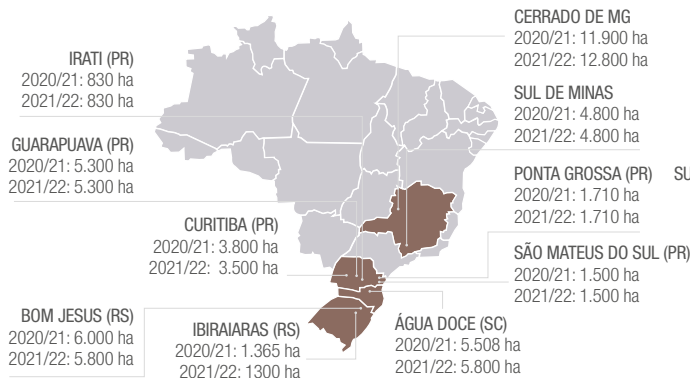 CERRADO DE MG
2020/21: 11.900 ha
2021/22: 12.800 ha
IRATI (PR)
2020/21: 830 ha
2021/22: 830 ha
SUL DE MINAS
2020/21: 4.800 ha
2021/22: 4.800 ha
GUARAPUAVA (PR)
2020/21: 5.300 ha
2021/22: 5.300 ha
PONTA GROSSA (PR) SU
2020/21: 1.710 ha
2021/22: 1.710 ha
CURITIBA (PR)
2020/21: 3.800 ha
2021/22: 3.500 ha
SÃO MATEUS DO SUL (PR)
2020/21: 1.500 ha
2021/22: 1.500 ha
BOM JESUS (RS)
2020/21: 6.000 ha
2021/22: 5.800 ha
IBIRAIARAS (RS)
2020/21: 1.365 ha
2021/22: 1300 ha
ÁGUA DOCE (SC)
2020/21: 5.508 ha
2021/22: 5.800 ha